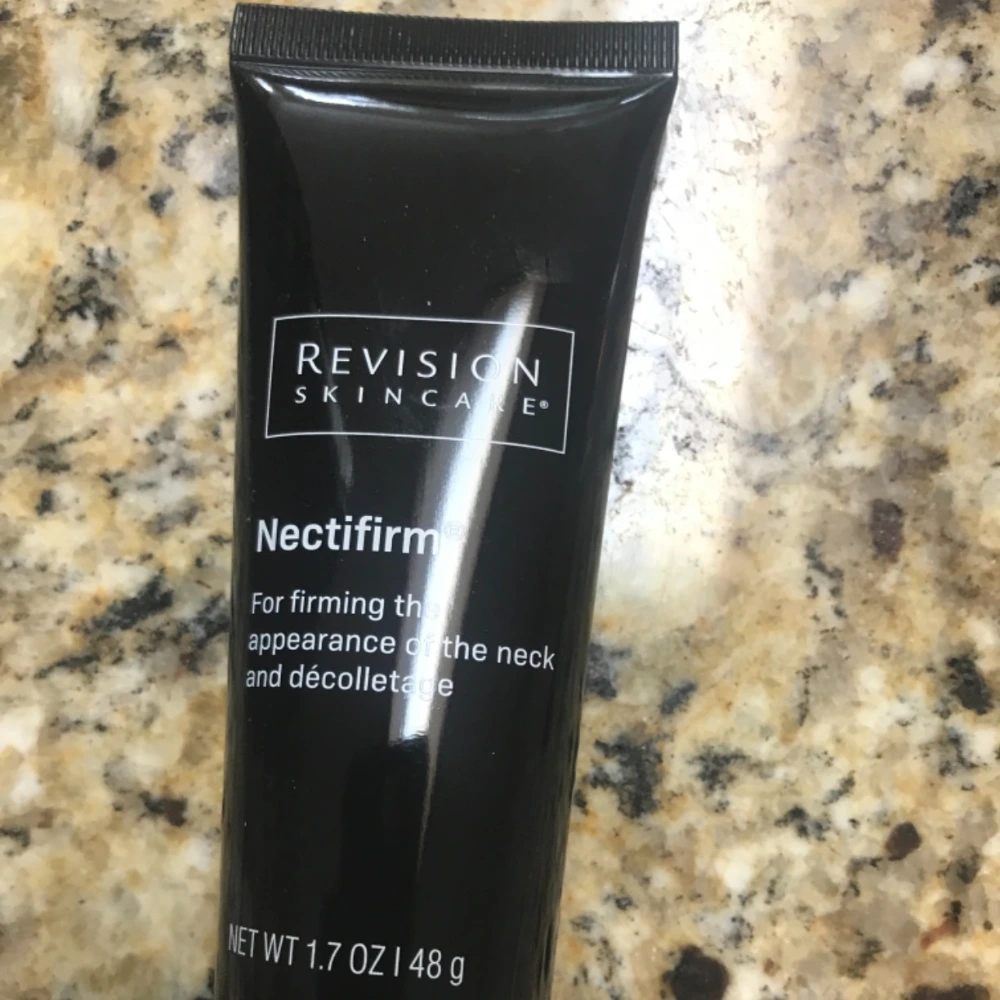 REVISION
SKINCARE®
Nectifirm®
For firming the
appearance of the neck
and décolletage
NET WT 1.7 OZ | 48 g